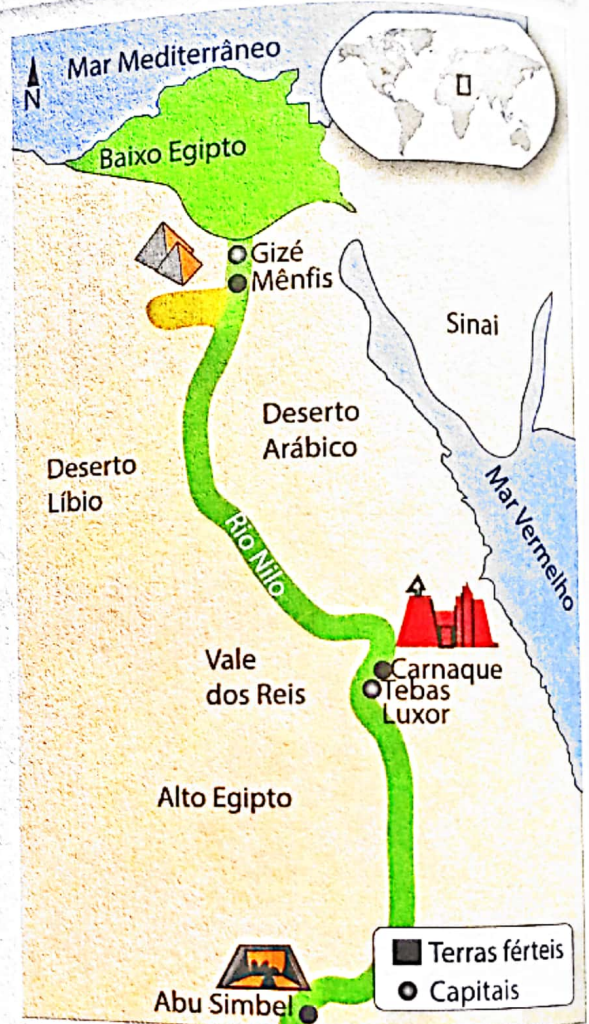 Mar Mediterrâneo
N
Baixo Egipto
Gizé
Mênfis
Sinai
Deserto
Arábico
Deserto
Líbio
Mar Vermelho
Rio Nilo
Carnaque
Tebas
Luxor
Vale
dos Reis
Alto Egipto
Terras férteis
Capitais
Abu Simbel